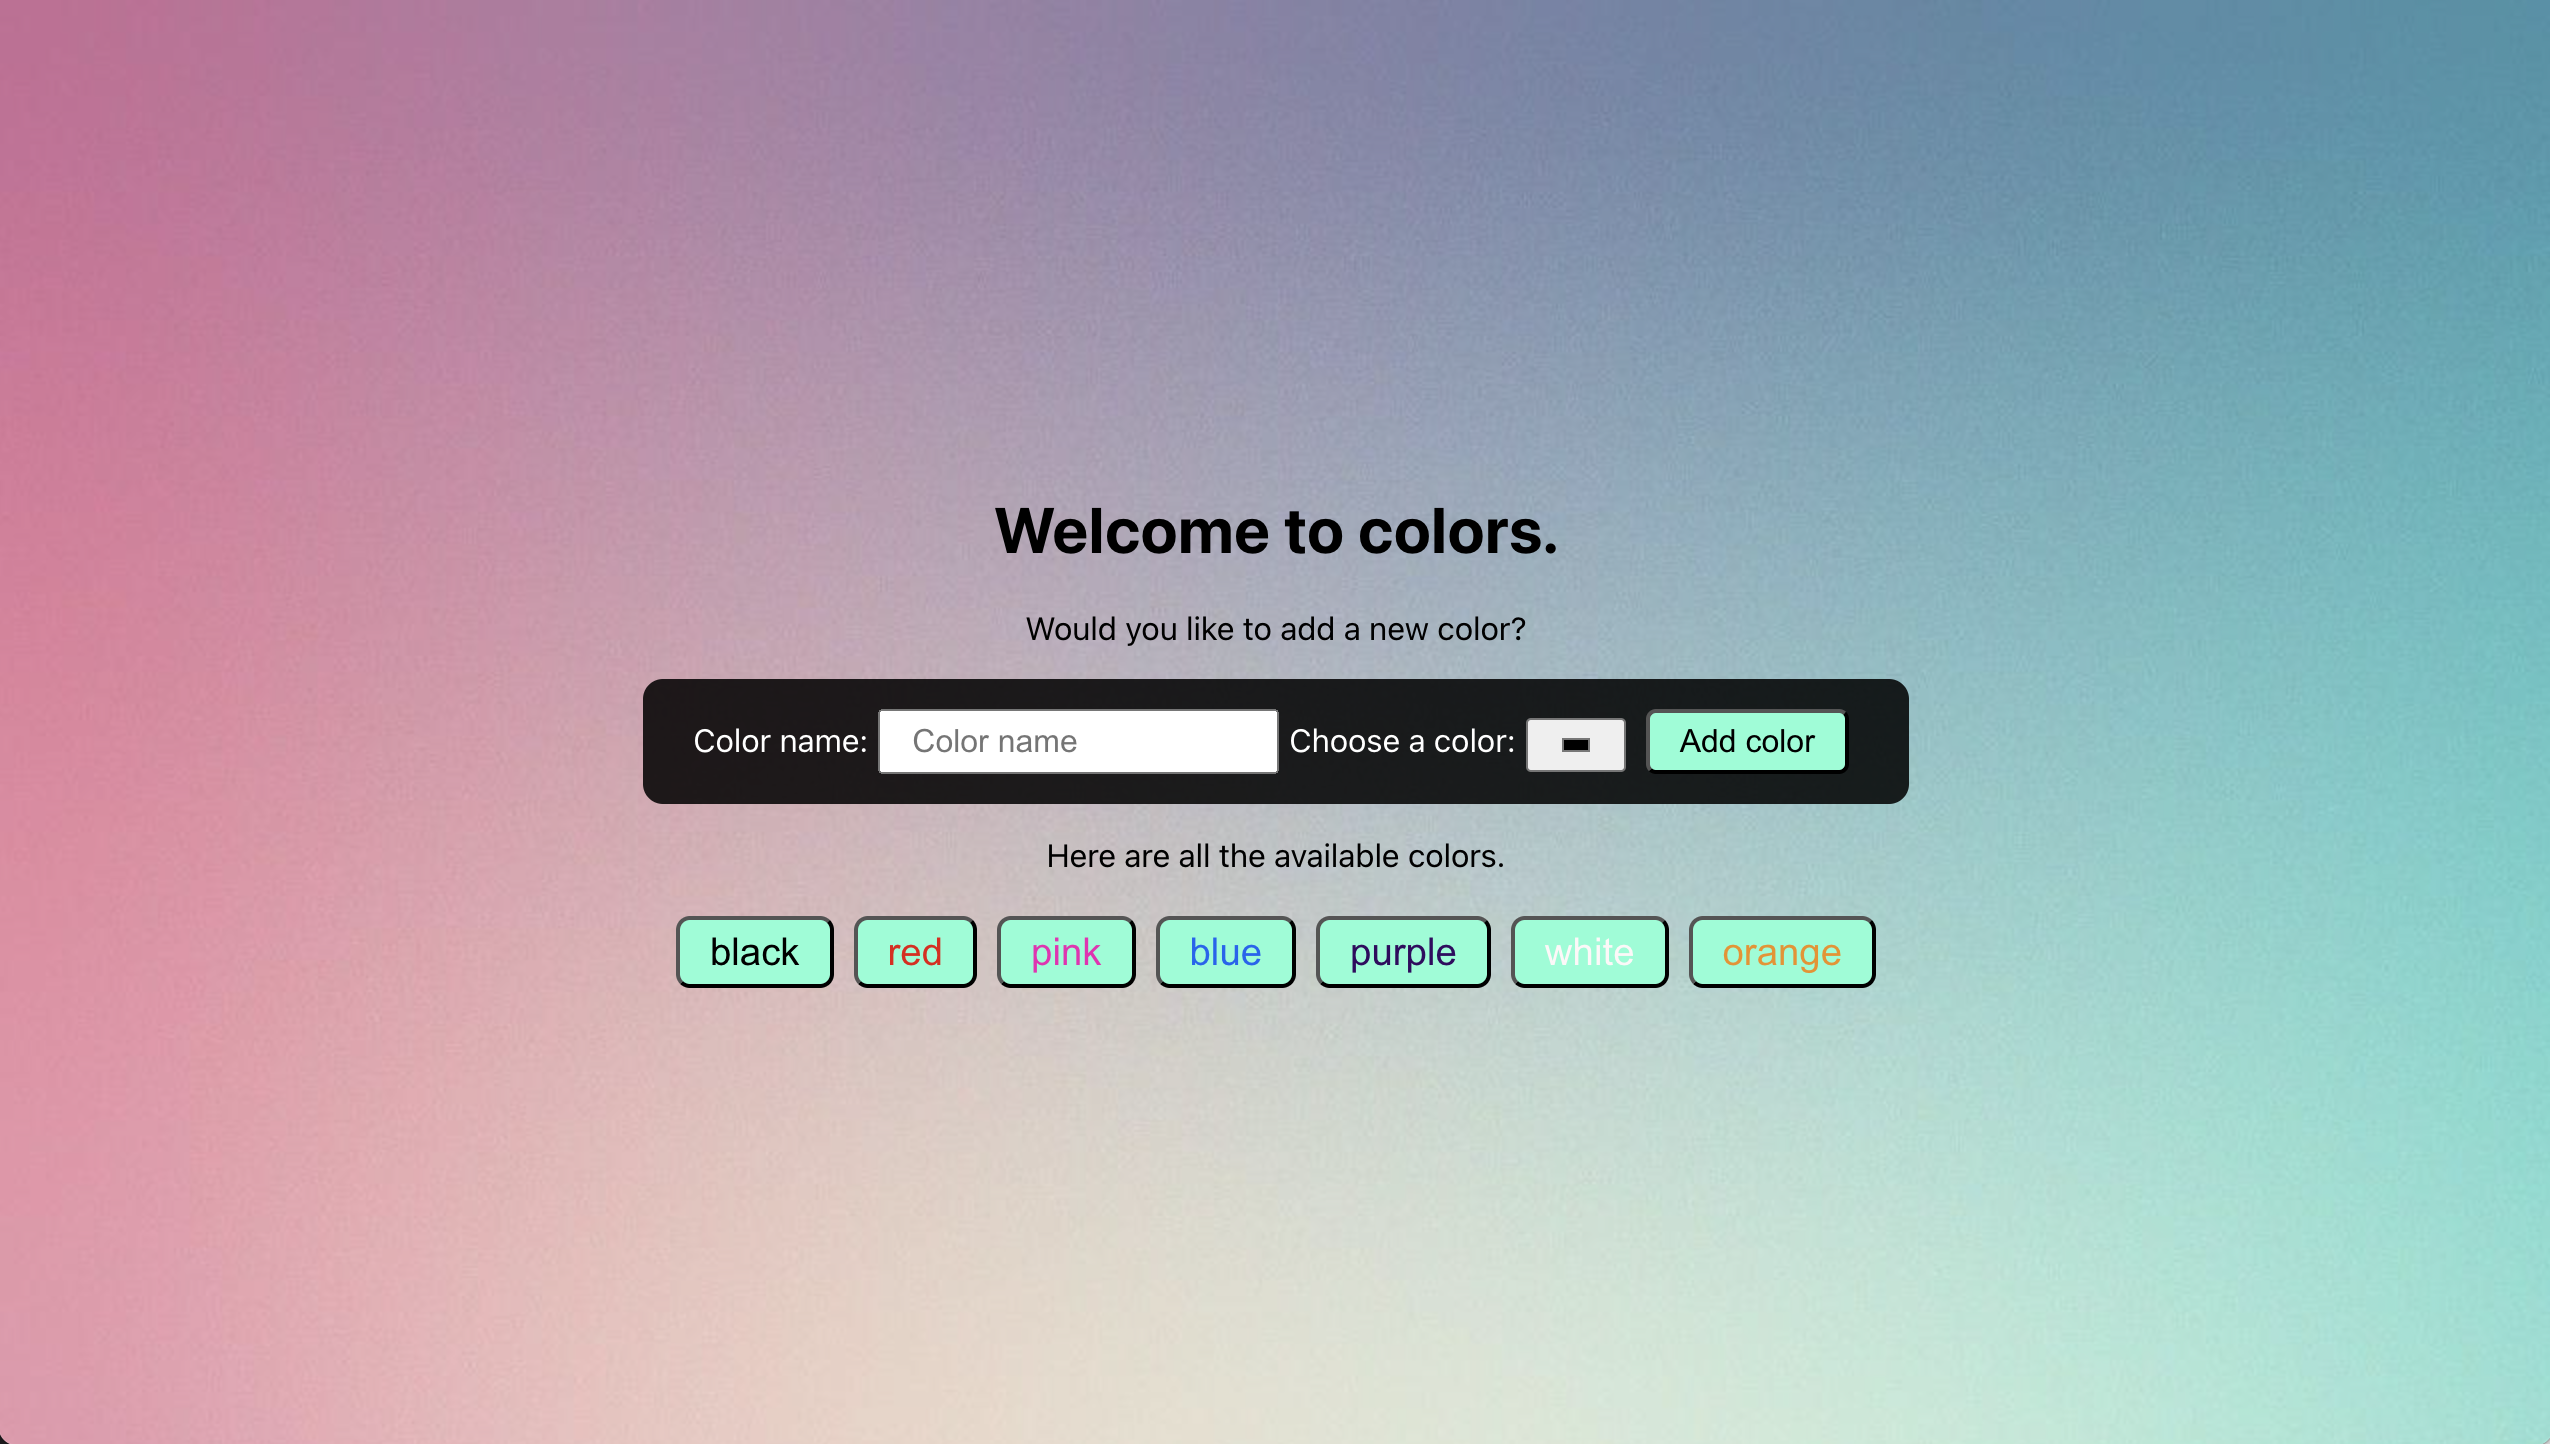 Welcome to colors.
Would you like to add a new color?
Color name: Color name Choose a color: Add color
Here are all the available colors.
black red pink blue purple white orange